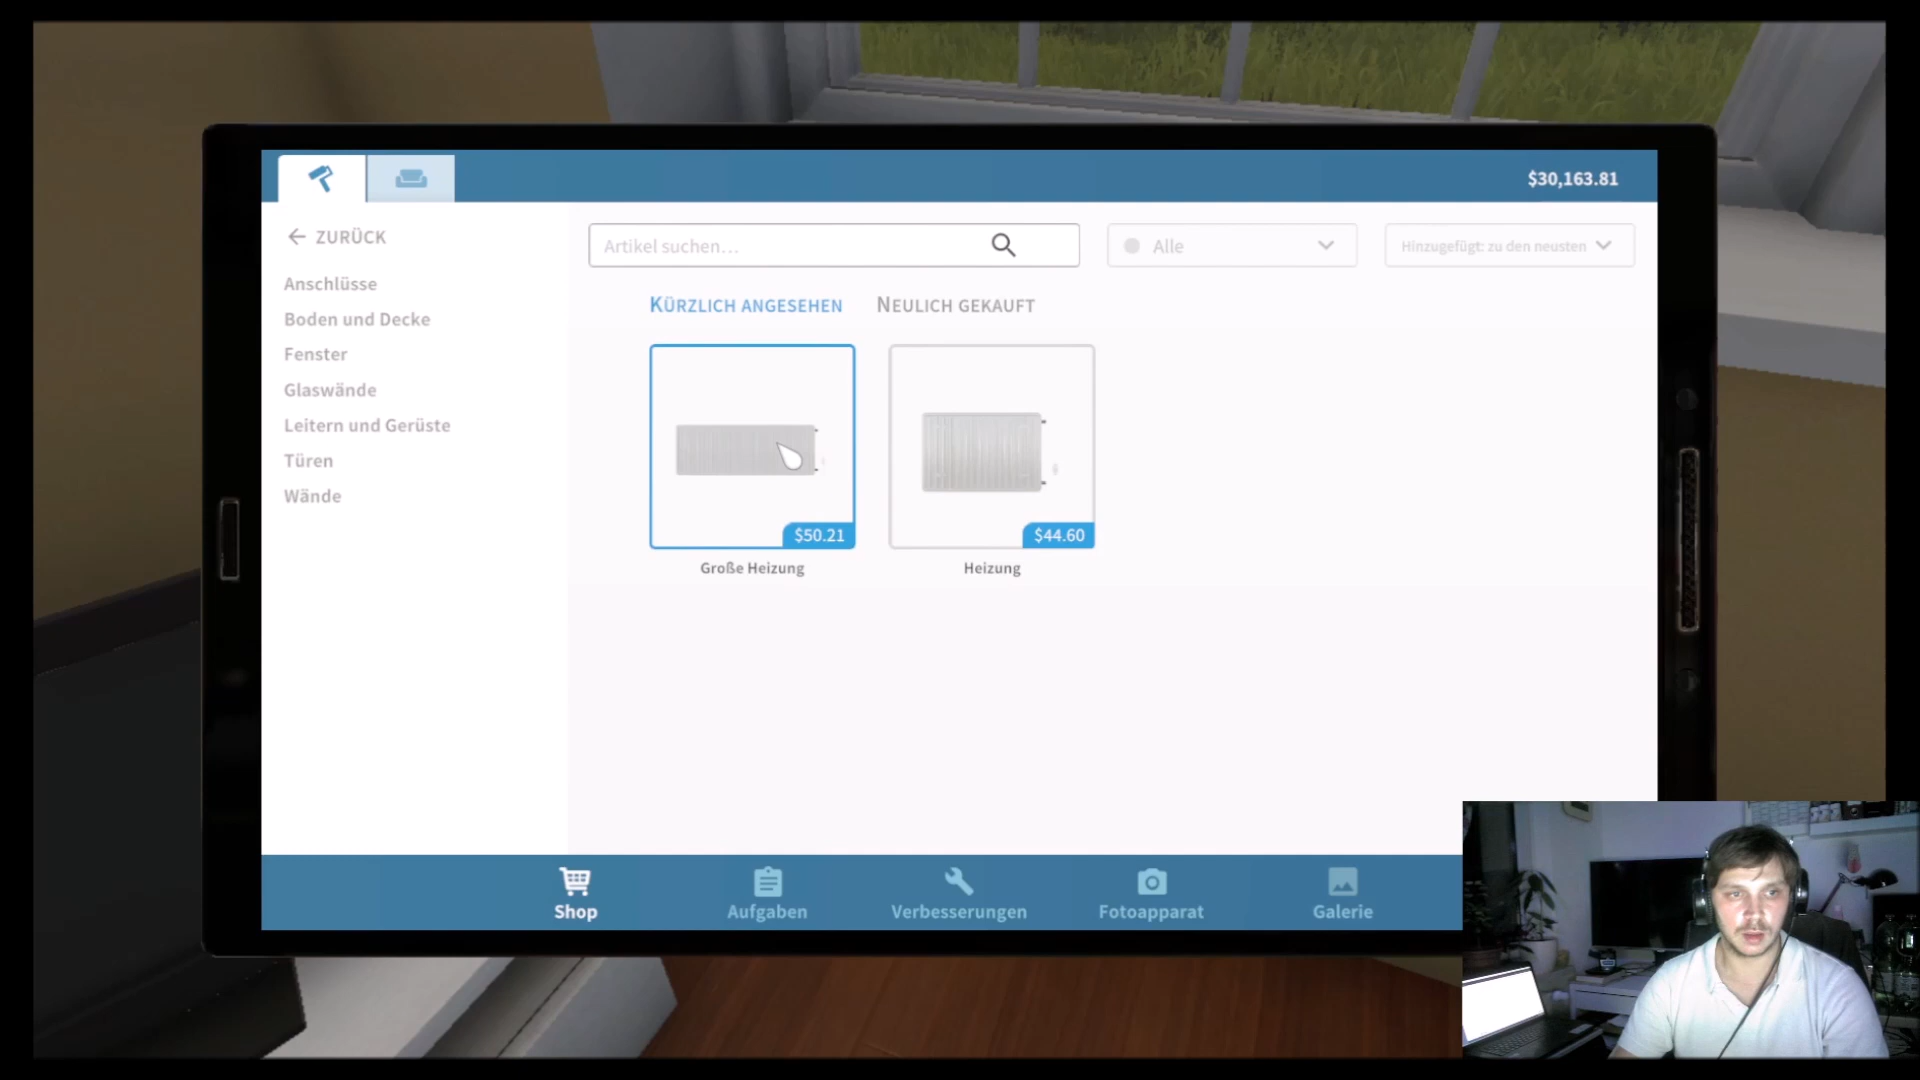 $30,163.81
ZURÜCK
Anschlüsse
Boden und Decke
Fenster
Glaswände
Leitern und Gerüste
Türen
Wände
Artikel suchen...
Alle
Hinzugefügt: zu den neusten
KÜRZLICH ANGESEHEN
NEULICH GEKAUFT
$50.21
Große Heizung
$44.60
Heizung
Shop
Aufgaben
Verbesserungen
Fotoapparat
Galerie